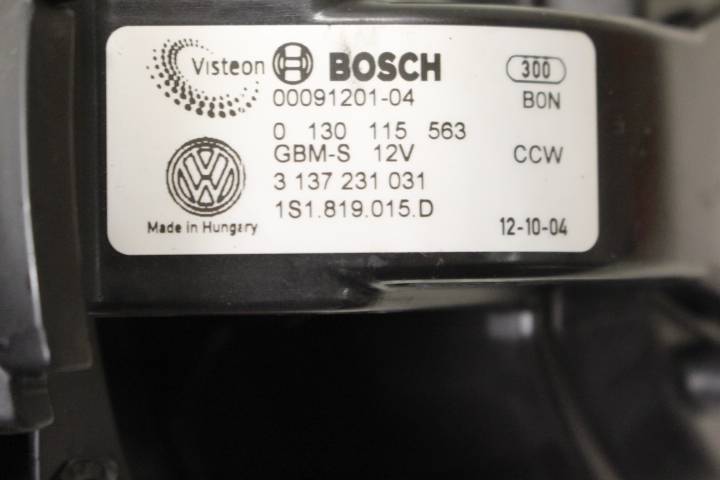 Visteon BOSCH 300
00091201-04 BON
0 130 115 563
GBM-S 12V CCW
3 137 231 031
1S1.819.015.D
Made in Hungary 12-10-04